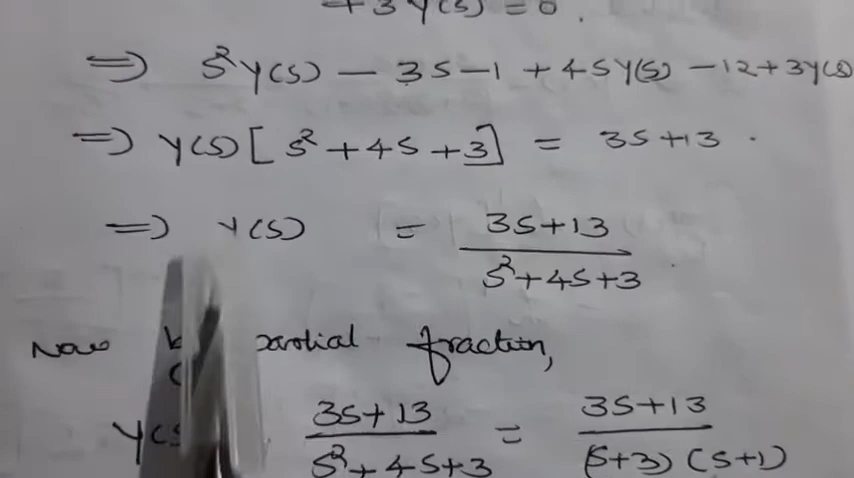 + 3 Y(s) = 0.
=> s²Y(s) - 3s - 1 + 4sY(s) - 12 + 3Y(s)
=> Y(s)[s² + 4s + 3] = 3s + 13.
=> Y(s) = 3s+13 / s²+4s+3
Now partial fraction,
3s+13 / s²+4s+3 = 3s+13 / (s+3)(s+1)